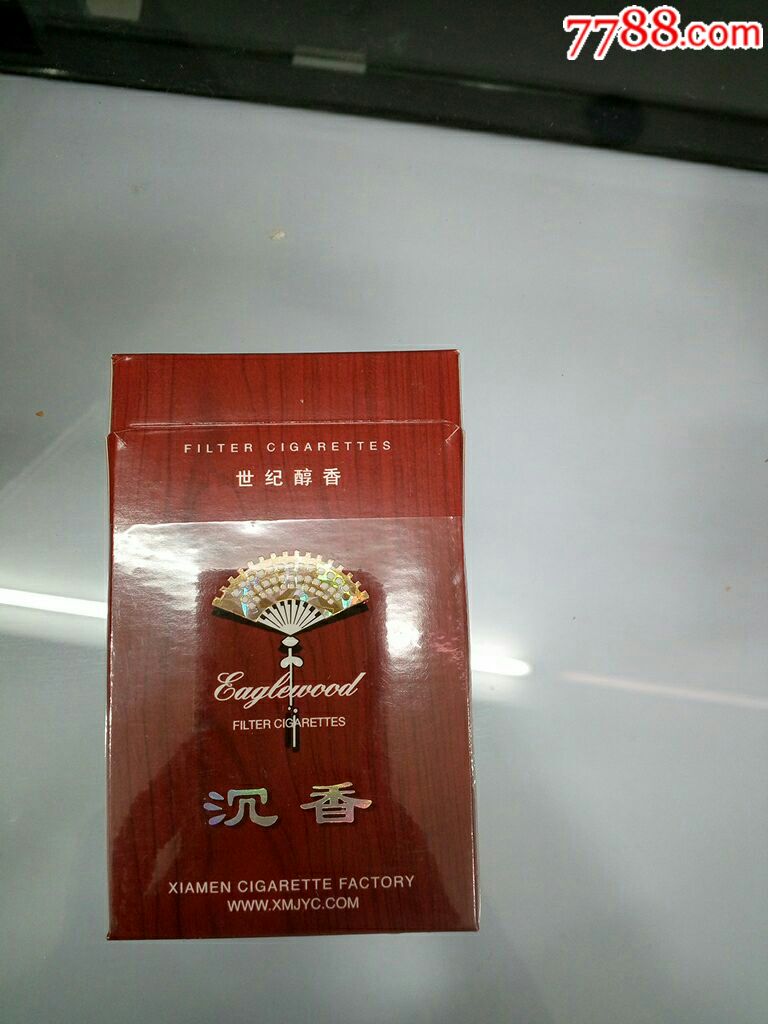 7788.com
FILTER CIGARETTES
世纪醇香
Eaglewood
FILTER CIGARETTES
沉香
XIAMEN CIGARETTE FACTORY
WWW.XMJYC.COM